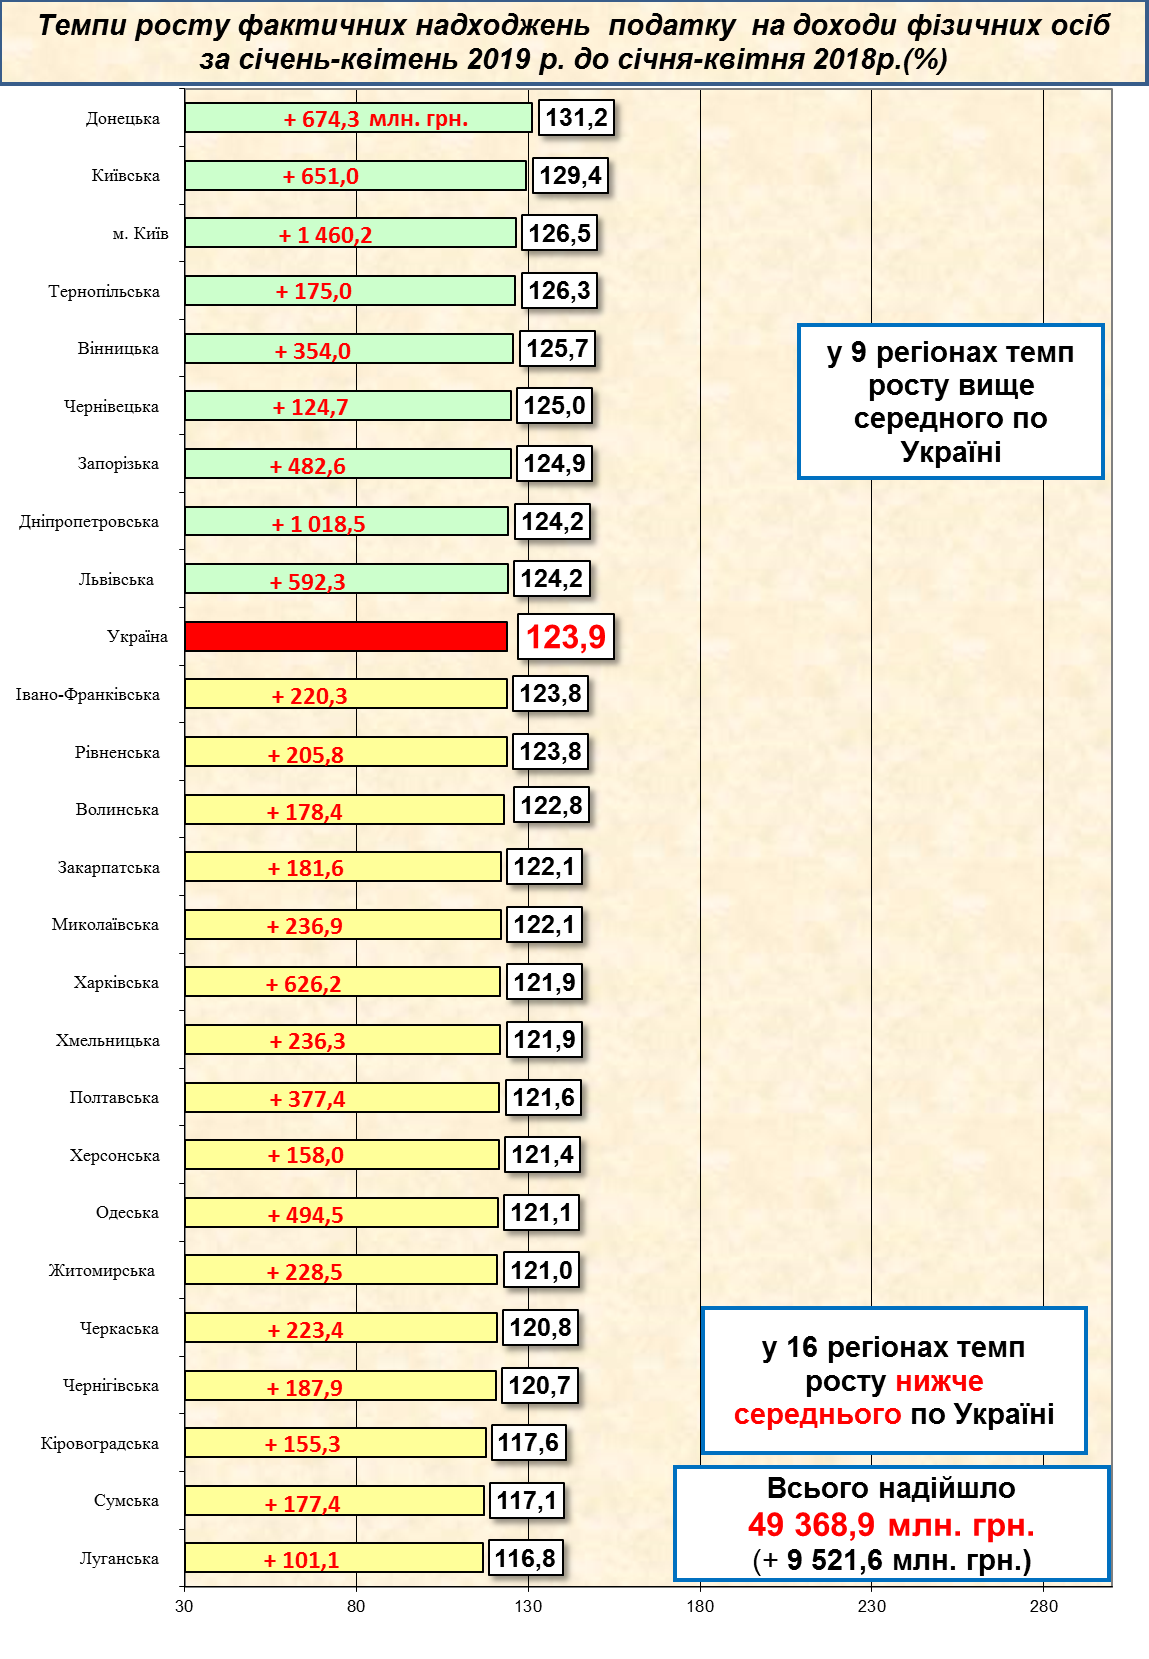 Темпи росту фактичних надходжень податку на доходи фізичних осіб
за січень-квітень 2019 р. до січня-квітня 2018р.(%)
Донецька + 674,3 млн. грн. 131,2
Київська + 651,0 129,4
м. Київ + 1 460,2 126,5
Тернопільська + 175,0 126,3
Вінницька + 354,0 125,7
Чернівецька + 124,7 125,0
Запорізька + 482,6 124,9
Дніпропетровська + 1 018,5 124,2
Львівська + 592,3 124,2
Україна 123,9
Івано-Франківська + 220,3 123,8
Рівненська + 205,8 123,8
Волинська + 178,4 122,8
Закарпатська + 181,6 122,1
Миколаївська + 236,9 122,1
Харківська + 626,2 121,9
Хмельницька + 236,3 121,9
Полтавська + 377,4 121,6
Херсонська + 158,0 121,4
Одеська + 494,5 121,1
Житомирська + 228,5 121,0
Черкаська + 223,4 120,8
Чернігівська + 187,9 120,7
Кіровоградська + 155,3 117,6
Сумська + 177,4 117,1
Луганська + 101,1 116,8
30 80 130 180 230 280
у 9 регіонах темп
росту вище
середного по
Україні
у 16 регіонах темп
росту нижче
середнього по Україні
Всього надійшло
49 368,9 млн. грн.
(+ 9 521,6 млн. грн.)